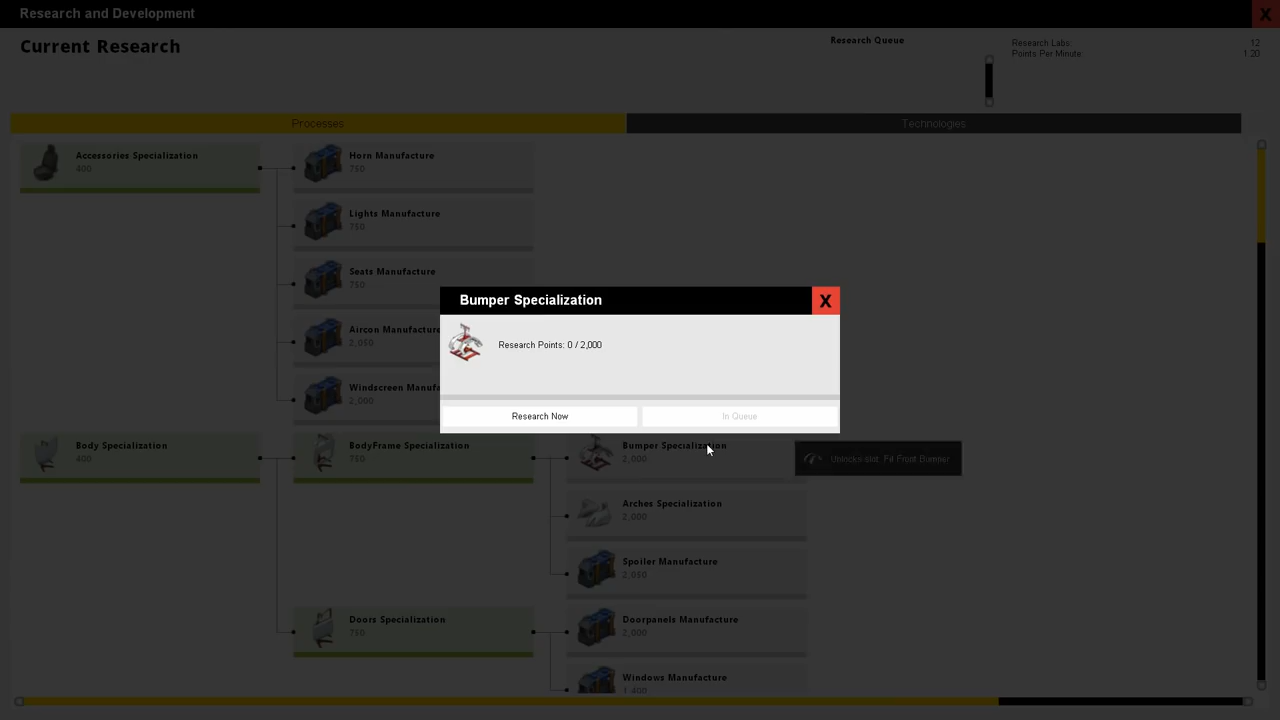 Research and Development
X
Current Research
Research Queue
Research Labs: 12
Points Per Minute: 1.20
Processes
Technologies
Accessories Specialization
400
Horn Manufacture
750
Lights Manufacture
750
Seats Manufacture
750
Aircon Manufacture
2,050
Windscreen Manufa
2,000
Bumper Specialization
X
Research Points: 0 / 2,000
Research Now
In Queue
Body Specialization
400
BodyFrame Specialization
750
Bumper Specialization
2,000
Unlocks slot: Fit Front Bumper
Arches Specialization
2,000
Spoiler Manufacture
2,050
Doors Specialization
750
Doorpanels Manufacture
2,000
Windows Manufacture
1,400